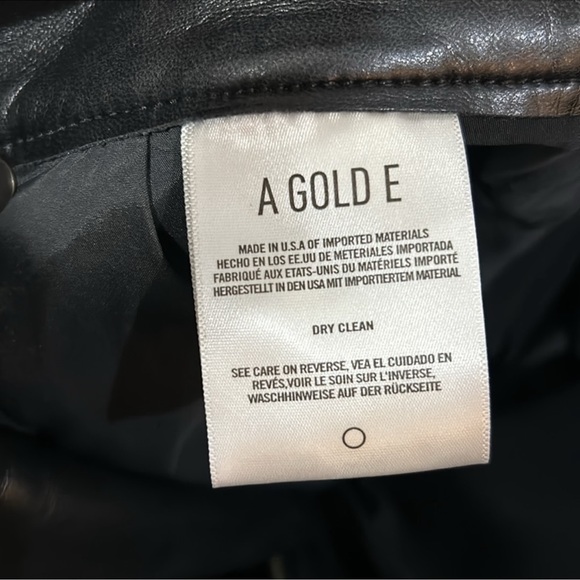 A GOLD E
MADE IN U.S.A OF IMPORTED MATERIALS
HECHO EN LOS EE.UU DE METERIALES IMPORTADA
FABRIQUÉ AUX ETATS-UNIS DU MATÉRIELS IMPORTÉ
HERGESTELLT IN DEN USA MIT IMPORTIERTEM MATERIAL
DRY CLEAN
SEE CARE ON REVERSE, VEA EL CUIDADO EN
REVÉS,VOIR LE SOIN SUR L'INVERSE,
WASCHHINWEISE AUF DER RÜCKSEITE